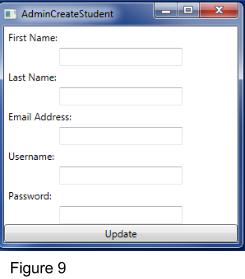 AdminCreateStudent
First Name:
Last Name:
Email Address:
Username:
Password:
Update
Figure 9